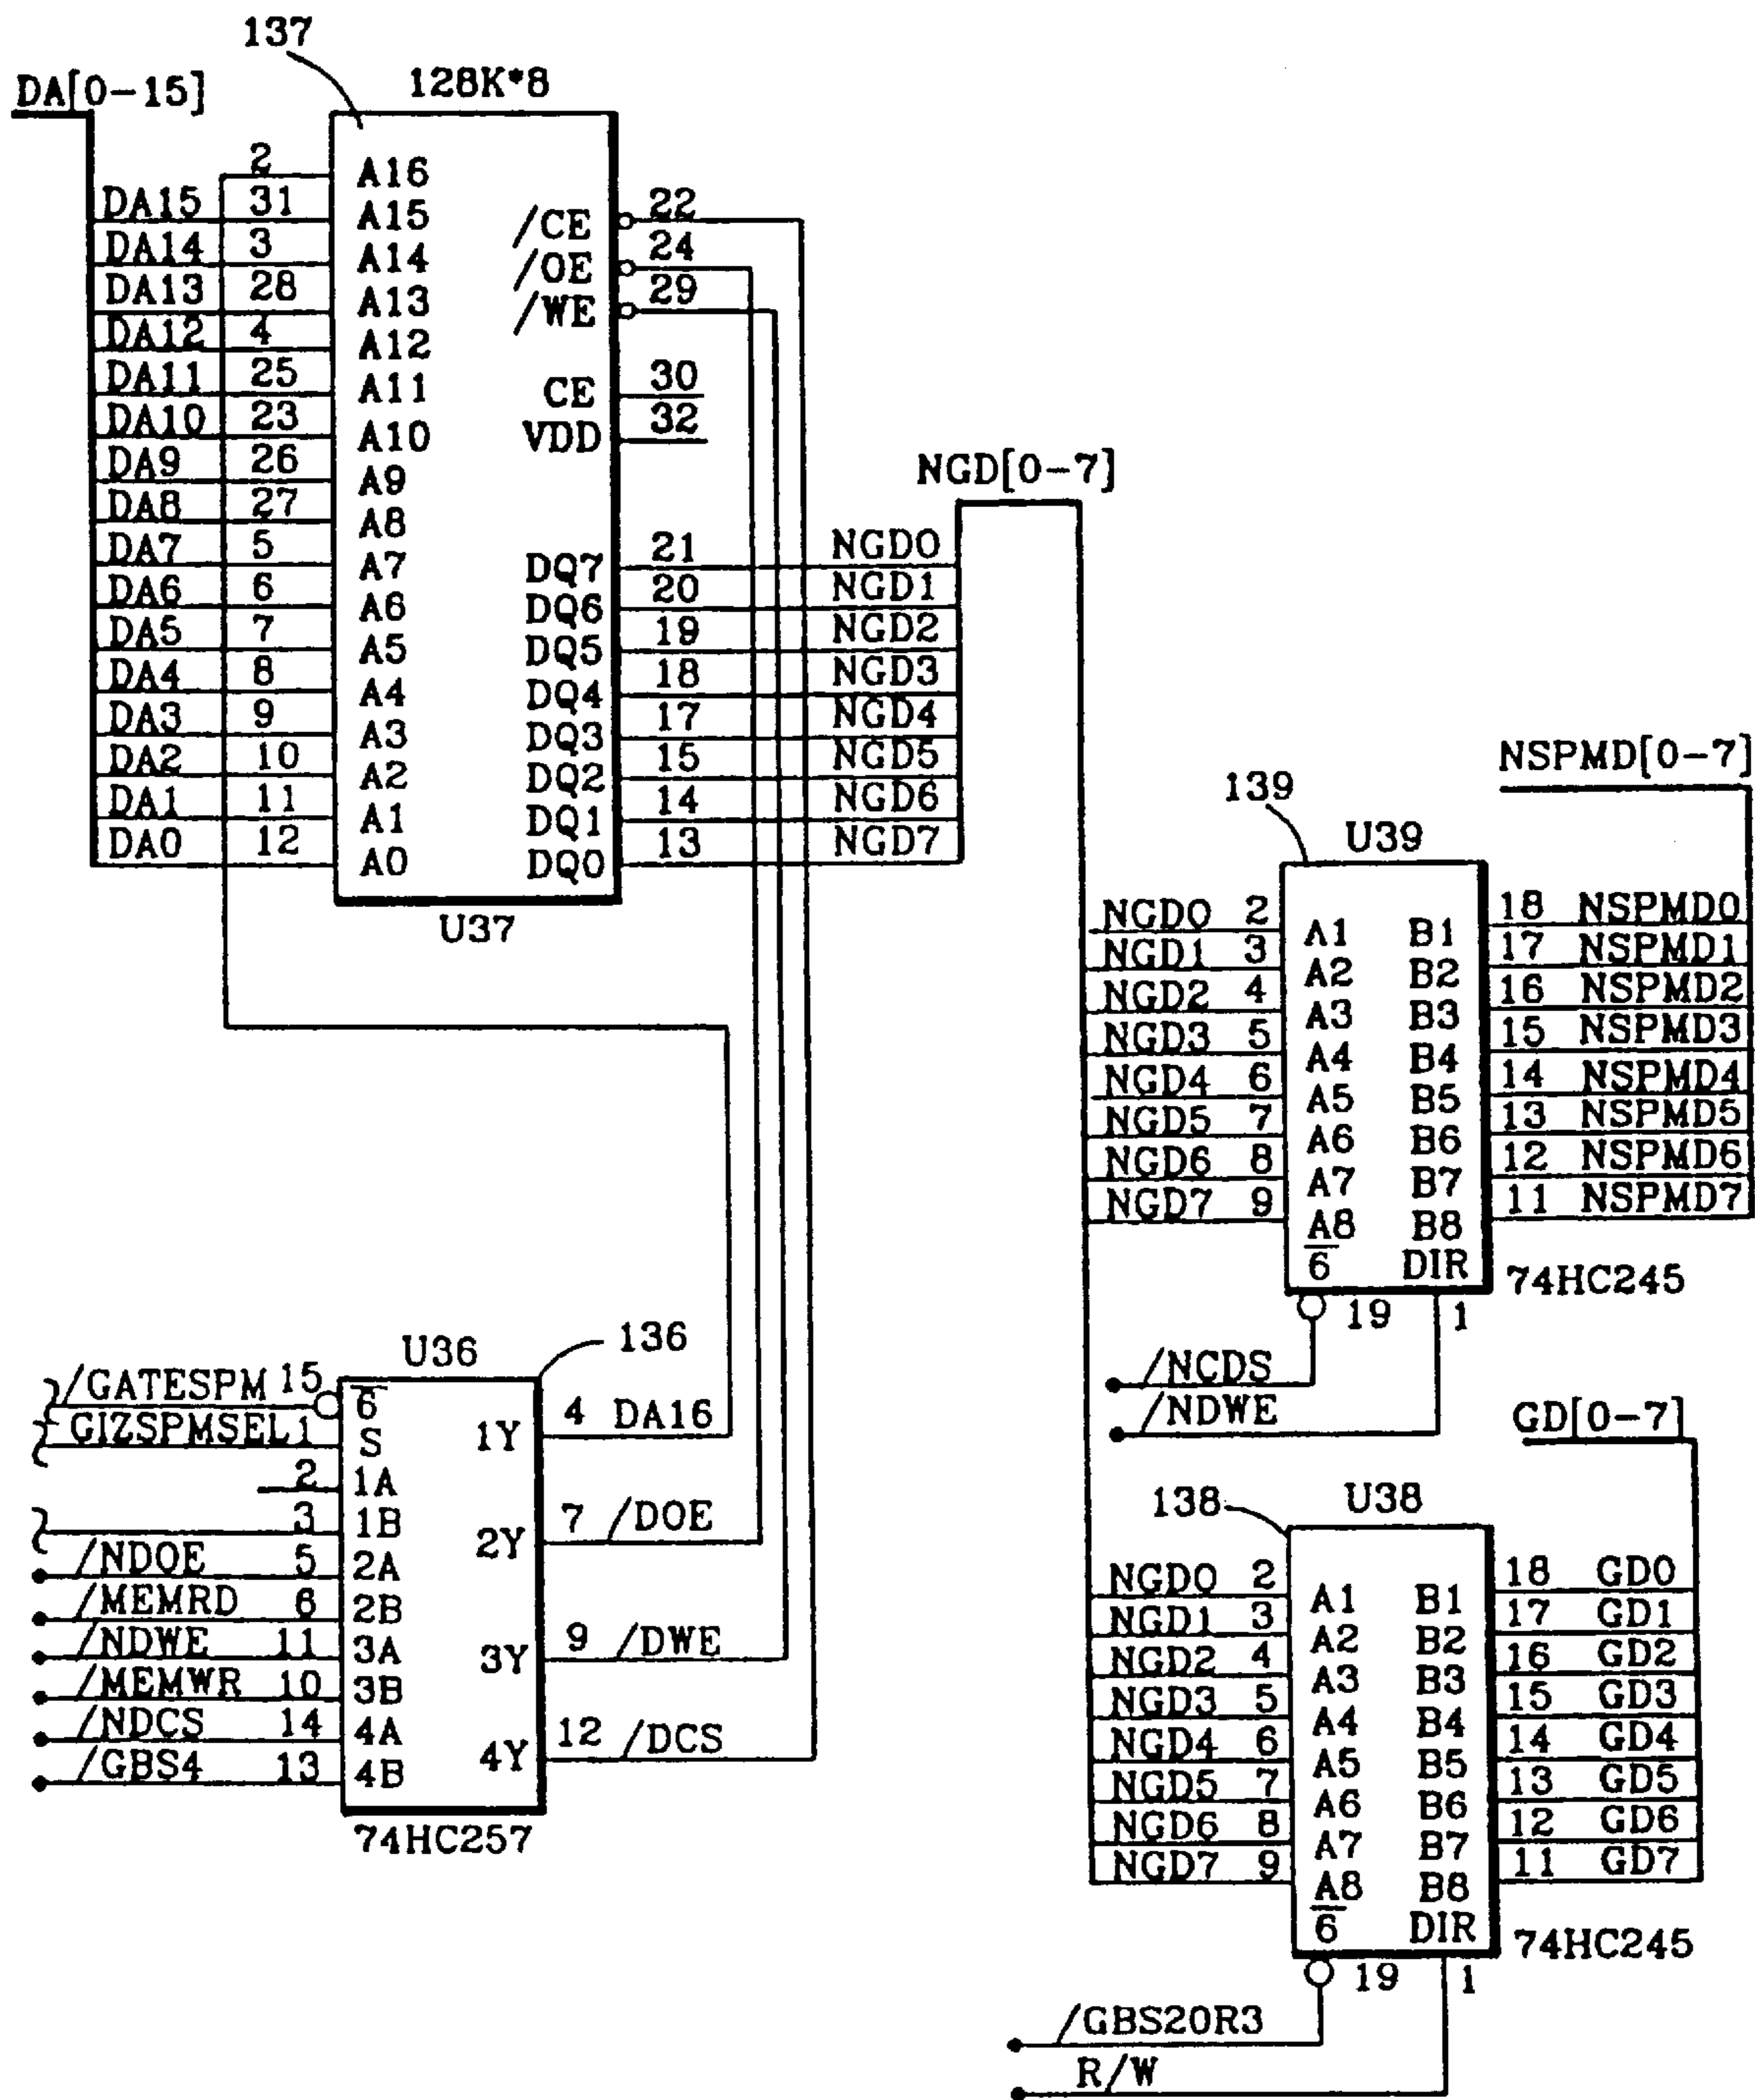 137
DA[0-15]
128K*8
2 A16
DA15 31 A15 /CE 22
DA14 3 A14 /OE 24
DA13 28 A13 /WE 29
DA12 4 A12
DA11 25 A11 CE 30
DA10 23 A10 VDD 32
DA9 26 A9
DA8 27 A8
DA7 5 A7 DQ7 21 NGD0
DA6 6 A6 DQ6 20 NGD1
DA5 7 A5 DQ5 19 NGD2
DA4 8 A4 DQ4 18 NGD3
DA3 9 A3 DQ3 17 NGD4
DA2 10 A2 DQ2 15 NGD5
DA1 11 A1 DQ1 14 NGD6
DA0 12 A0 DQ0 13 NGD7
U37
NGD[0-7]
NSPMD[0-7]
139
U39
NGD0 2 A1 B1 18 NSPMD0
NGD1 3 A2 B2 17 NSPMD1
NGD2 4 A3 B3 16 NSPMD2
NGD3 5 A4 B4 15 NSPMD3
NGD4 6 A5 B5 14 NSPMD4
NGD5 7 A6 B6 13 NSPMD5
NGD6 8 A7 B7 12 NSPMD6
NGD7 9 A8 B8 11 NSPMD7
6 DIR 74HC245
19 1
/NCDS
/NDWE
U36 136
/GATESPM 15 6
GIZSPMSEL 1 S 1Y 4 DA16
2 1A
3 1B
/NDOE 5 2A 2Y 7 /DOE
/MEMRD 6 2B
/NDWE 11 3A 3Y 9 /DWE
/MEMWR 10 3B
/NDCS 14 4A 4Y 12 /DCS
/GBS4 13 4B
74HC257
GD[0-7]
138
U38
NGD0 2 A1 B1 18 GD0
NGD1 3 A2 B2 17 GD1
NGD2 4 A3 B3 16 GD2
NGD3 5 A4 B4 15 GD3
NGD4 6 A5 B5 14 GD4
NGD5 7 A6 B6 13 GD5
NGD6 8 A7 B7 12 GD6
NGD7 9 A8 B8 11 GD7
6 DIR 74HC245
19 1
/GBS20R3
R/W